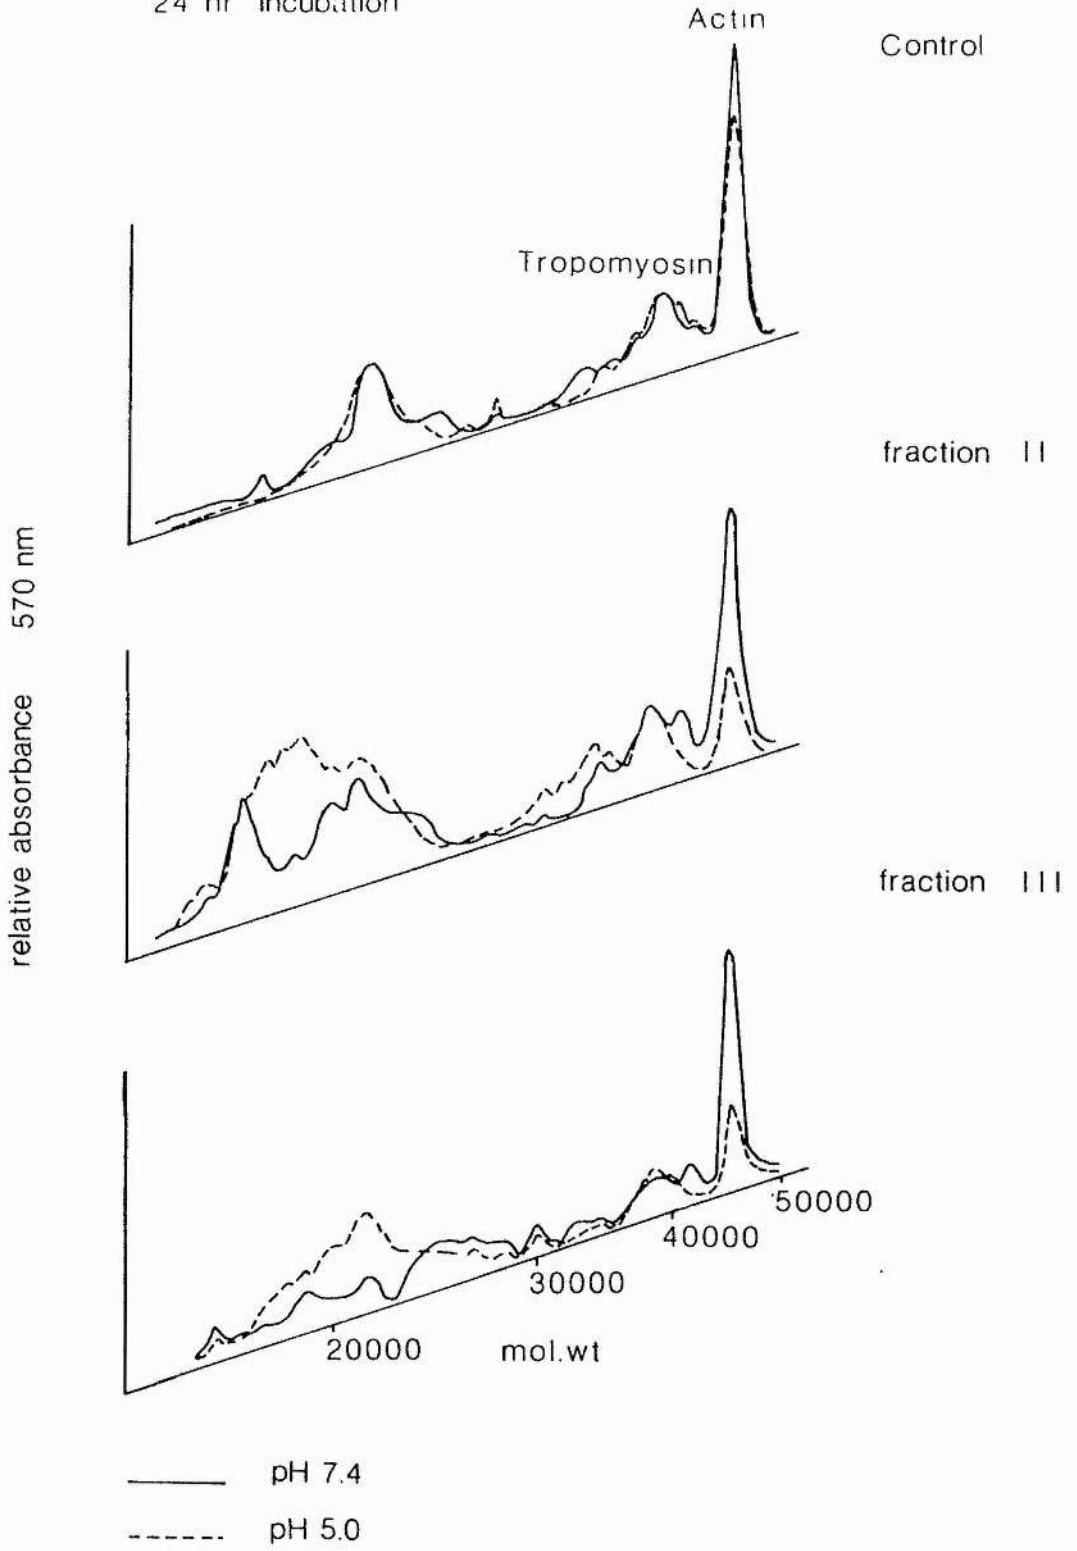 24 hr incubation
Actin
Control
Tropomyosin
fraction II
relative absorbance 570 nm
fraction III
50000
40000
30000
20000 mol.wt
pH 7.4
pH 5.0